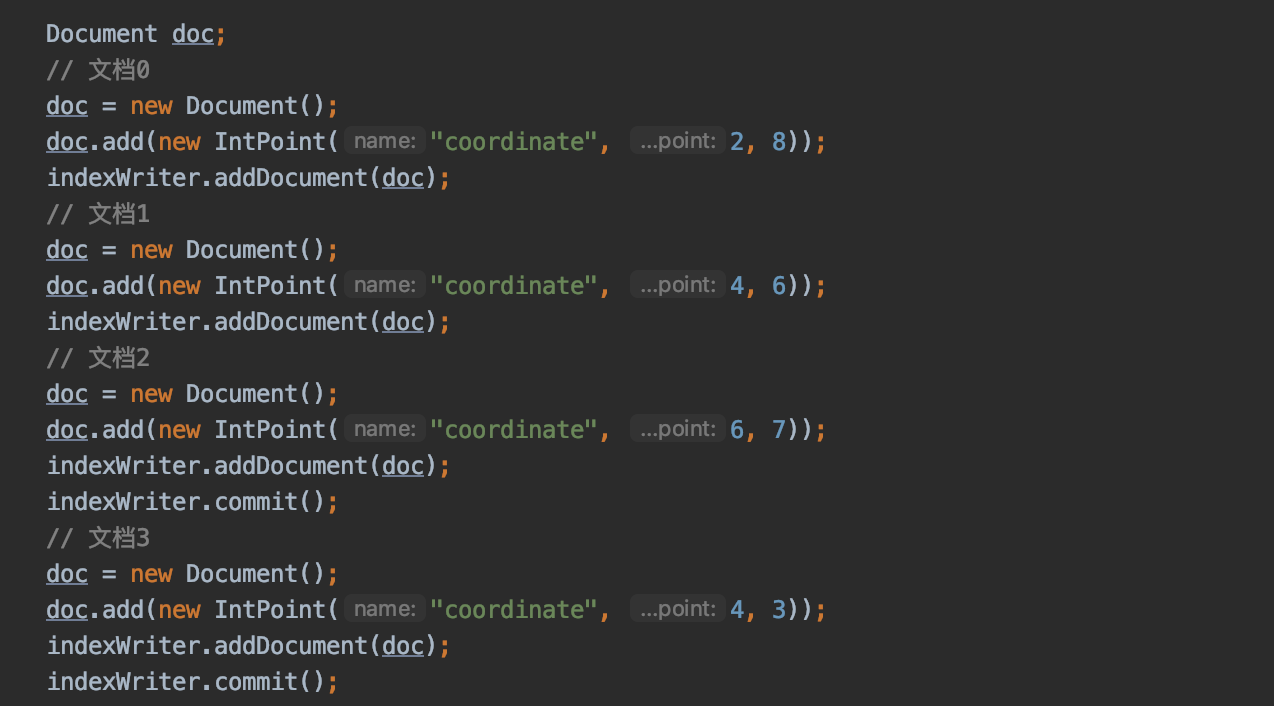 Document doc;
// 文档0
doc = new Document();
doc.add(new IntPoint( name: "coordinate", ...point: 2, 8));
indexWriter.addDocument(doc);
// 文档1
doc = new Document();
doc.add(new IntPoint( name: "coordinate", ...point: 4, 6));
indexWriter.addDocument(doc);
// 文档2
doc = new Document();
doc.add(new IntPoint( name: "coordinate", ...point: 6, 7));
indexWriter.addDocument(doc);
indexWriter.commit();
// 文档3
doc = new Document();
doc.add(new IntPoint( name: "coordinate", ...point: 4, 3));
indexWriter.addDocument(doc);
indexWriter.commit();